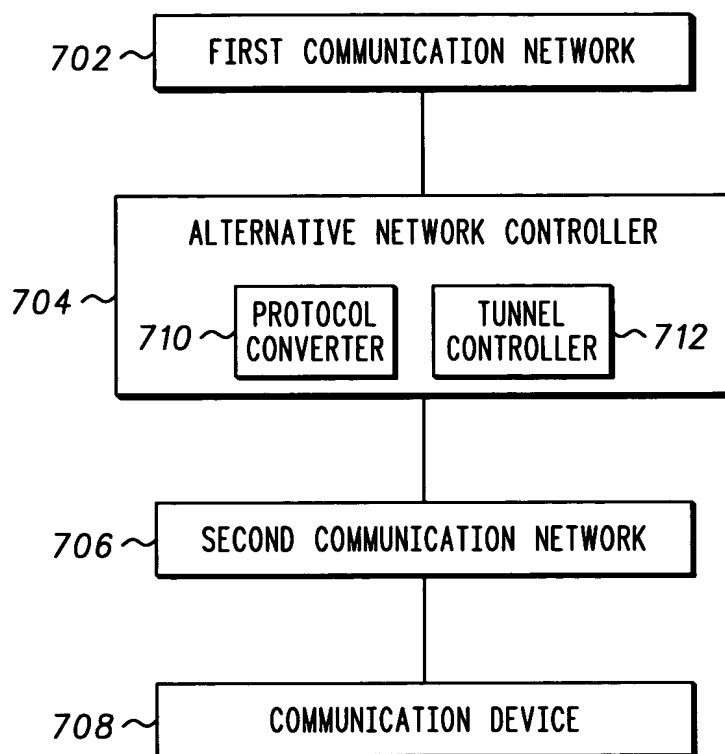 702 FIRST COMMUNICATION NETWORK
ALTERNATIVE NETWORK CONTROLLER
704
710 PROTOCOL CONVERTER
TUNNEL CONTROLLER 712
706 SECOND COMMUNICATION NETWORK
708 COMMUNICATION DEVICE